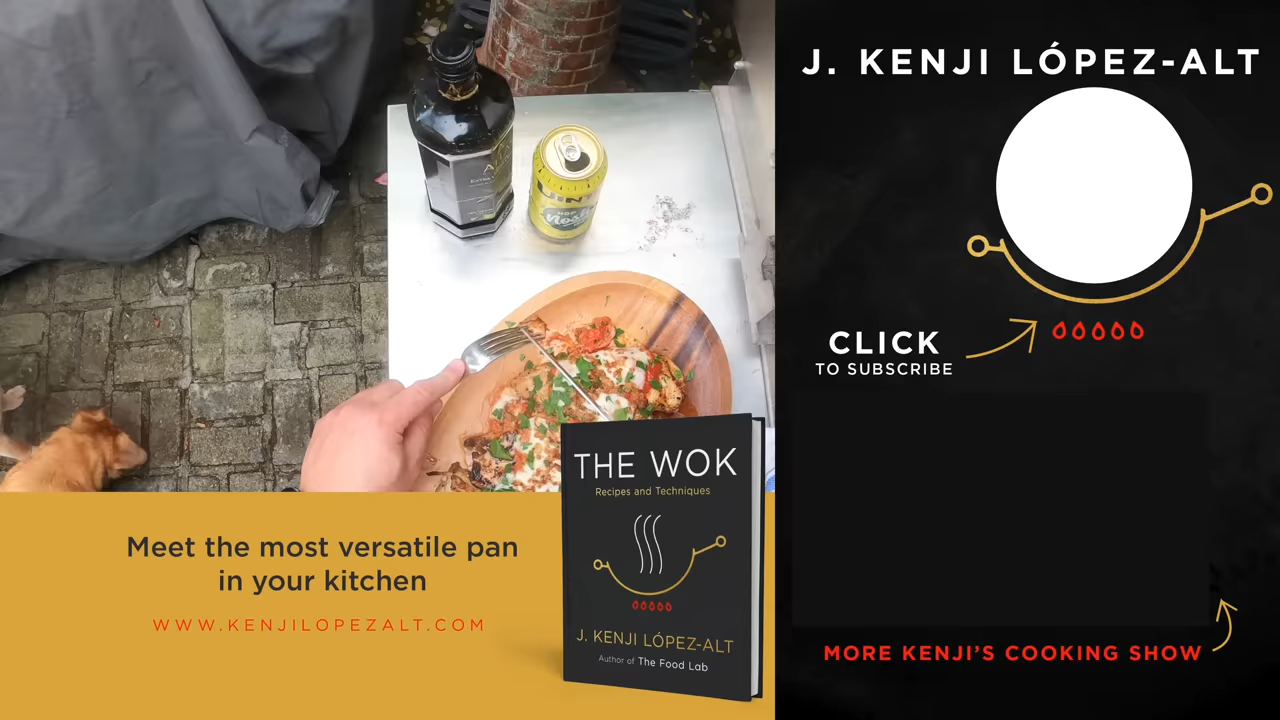 J. KENJI LÓPEZ-ALT
CLICK
TO SUBSCRIBE
MORE KENJI'S COOKING SHOW
Meet the most versatile pan
in your kitchen
WWW.KENJILOPEZALT.COM
THE WOK
Recipes and Techniques
J. KENJI LÓPEZ-ALT
Author of The Food Lab